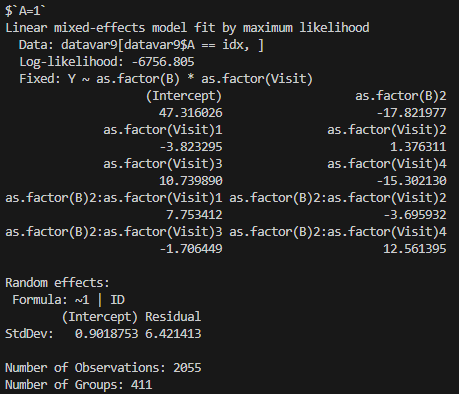 $`A=1`
Linear mixed-effects model fit by maximum likelihood
  Data: datavar9[datavar9$A == idx, ]
  Log-likelihood: -6756.805
  Fixed: Y ~ as.factor(B) * as.factor(Visit)
                  (Intercept)                 as.factor(B)2
                    47.316026                    -17.821977
             as.factor(Visit)1             as.factor(Visit)2
                    -3.823295                      1.376311
             as.factor(Visit)3             as.factor(Visit)4
                    10.739890                    -15.302130
as.factor(B)2:as.factor(Visit)1 as.factor(B)2:as.factor(Visit)2
                     7.753412                     -3.695932
as.factor(B)2:as.factor(Visit)3 as.factor(B)2:as.factor(Visit)4
                    -1.706449                     12.561395

Random effects:
 Formula: ~1 | ID
        (Intercept) Residual
StdDev:   0.9018753 6.421413

Number of Observations: 2055
Number of Groups: 411